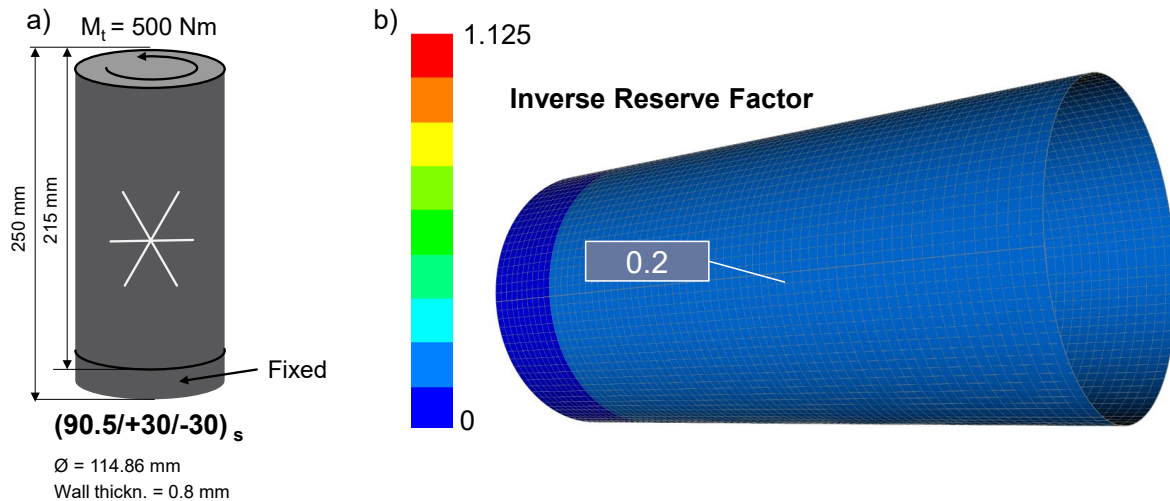 a)
M_t = 500 Nm
250 mm
215 mm
Fixed
(90.5/+30/-30) s
Ø = 114.86 mm
Wall thickn. = 0.8 mm
b)
1.125
Inverse Reserve Factor
0.2
0